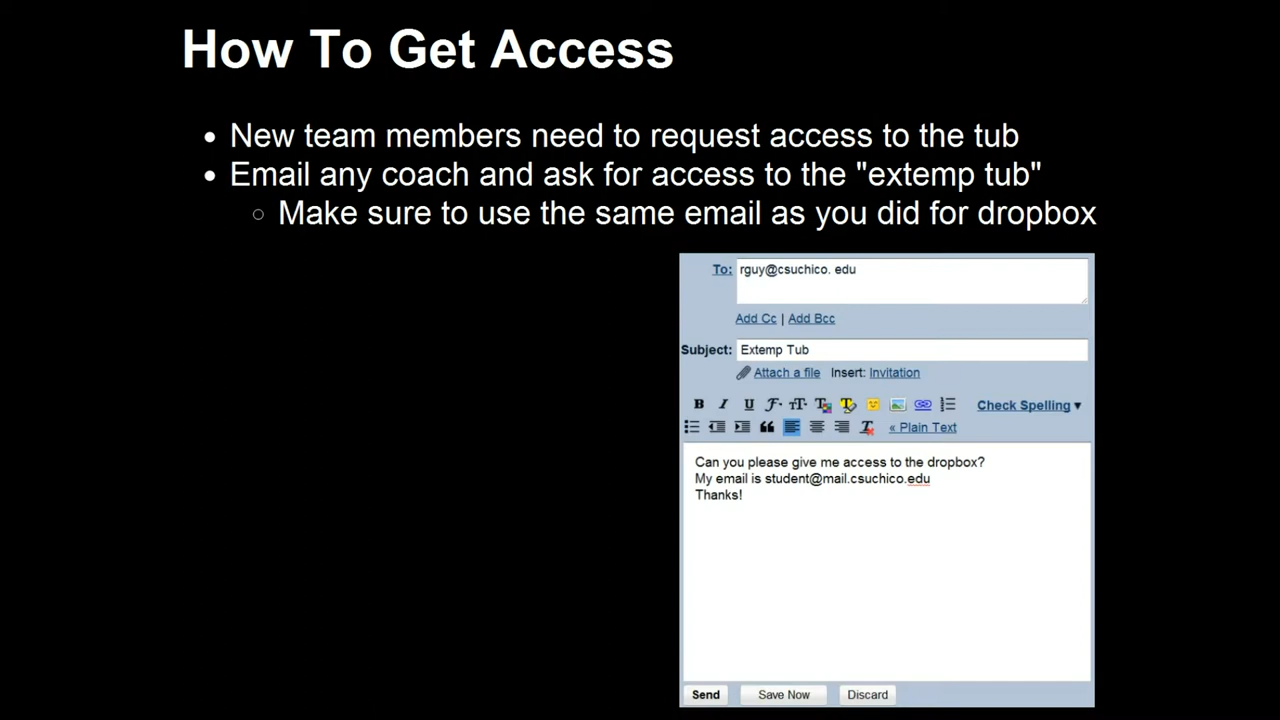 How To Get Access
• New team members need to request access to the tub
• Email any coach and ask for access to the "extemp tub"
○ Make sure to use the same email as you did for dropbox
To: rguy@csuchico. edu
Add Cc | Add Bcc
Subject: Extemp Tub
Attach a file Insert: Invitation
B I U Check Spelling ▾
« Plain Text
Can you please give me access to the dropbox?
My email is student@mail.csuchico.edu
Thanks!
Send Save Now Discard